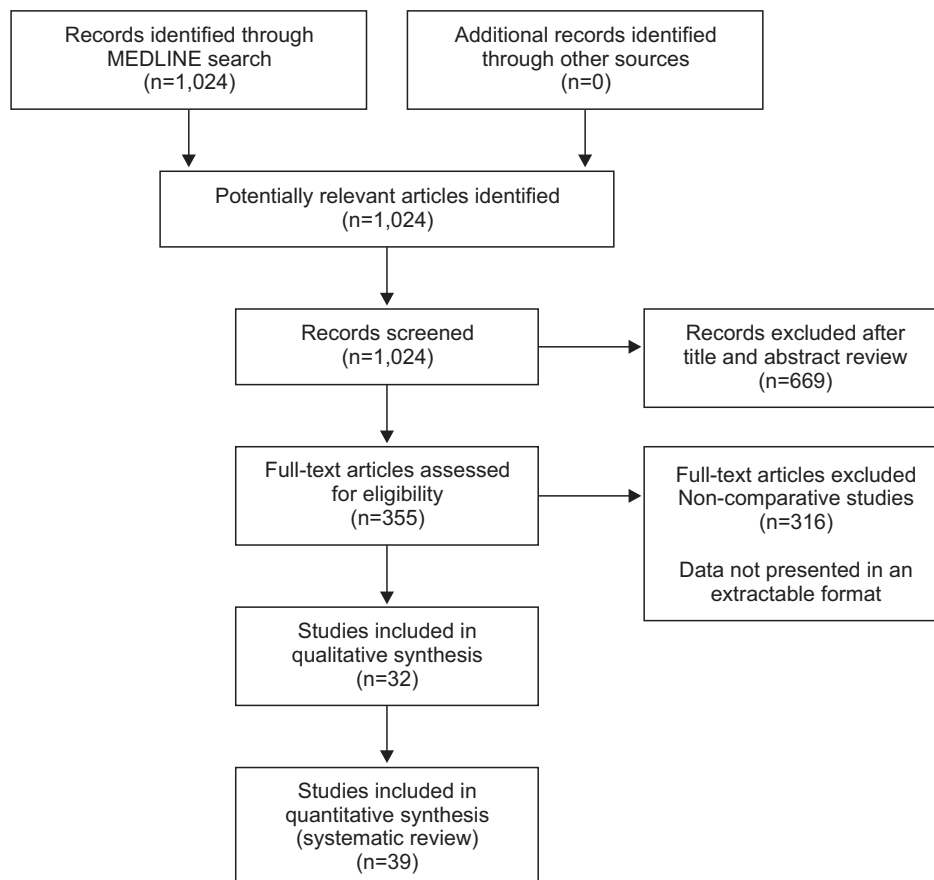 Records identified through
MEDLINE search
(n=1,024)
Additional records identified
through other sources
(n=0)
Potentially relevant articles identified
(n=1,024)
Records screened
(n=1,024)
Records excluded after
title and abstract review
(n=669)
Full-text articles assessed
for eligibility
(n=355)
Full-text articles excluded
Non-comparative studies
(n=316)
Data not presented in an
extractable format
Studies included in
qualitative synthesis
(n=32)
Studies included in
quantitative synthesis
(systematic review)
(n=39)